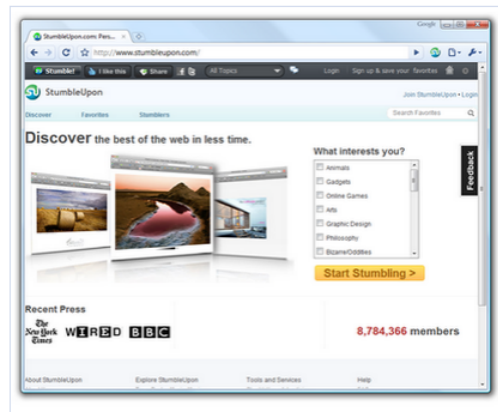 Google
StumbleUpon.com: Pers...
http://www.stumbleupon.com/
Stumble!
I like this
Share
All Topics
Login
Sign up & save your favorites
StumbleUpon
Join StumbleUpon • Login
Discover
Favorites
Stumblers
Search Favorites
Discover the best of the web in less time.
What interests you?
Animals
Gadgets
Online Games
Arts
Graphic Design
Philosophy
Bizarre/Oddities
Start Stumbling >
Feedback
Recent Press
The
New York
Times
WIRED
BBC
8,784,366 members
About StumbleUpon
Explore StumbleUpon
Tools and Services
Help